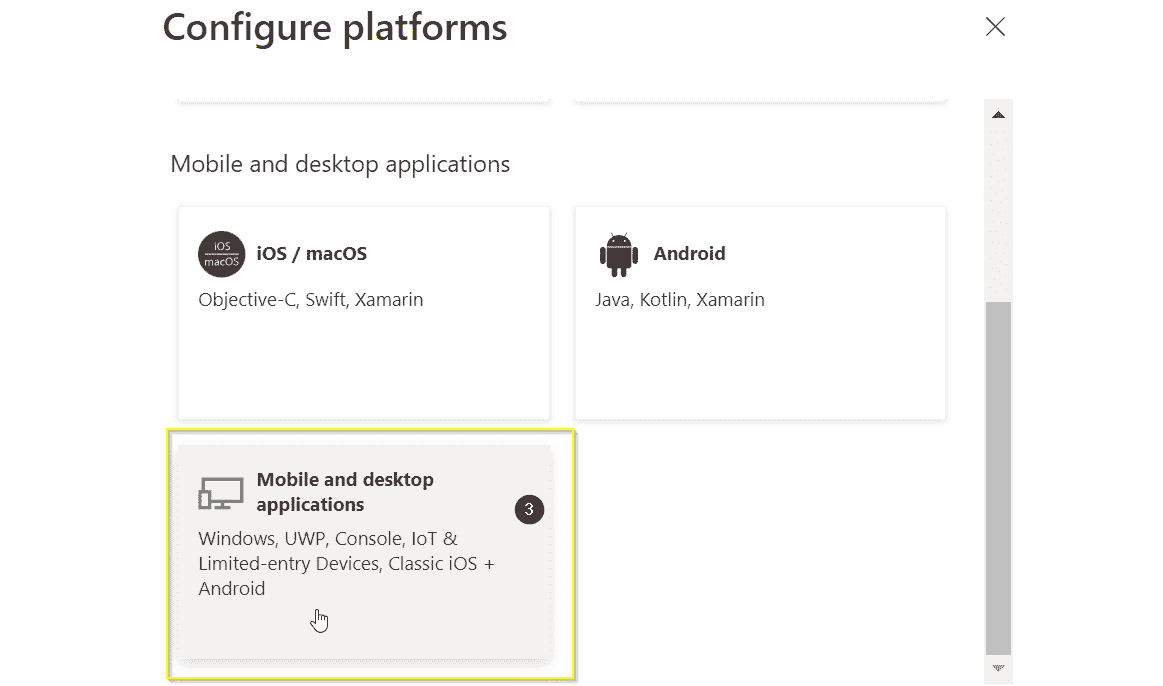 Configure platforms
Mobile and desktop applications
iOS
macOS
iOS / macOS
Objective-C, Swift, Xamarin
Android
Java, Kotlin, Xamarin
Mobile and desktop
applications
3
Windows, UWP, Console, IoT &
Limited-entry Devices, Classic iOS +
Android